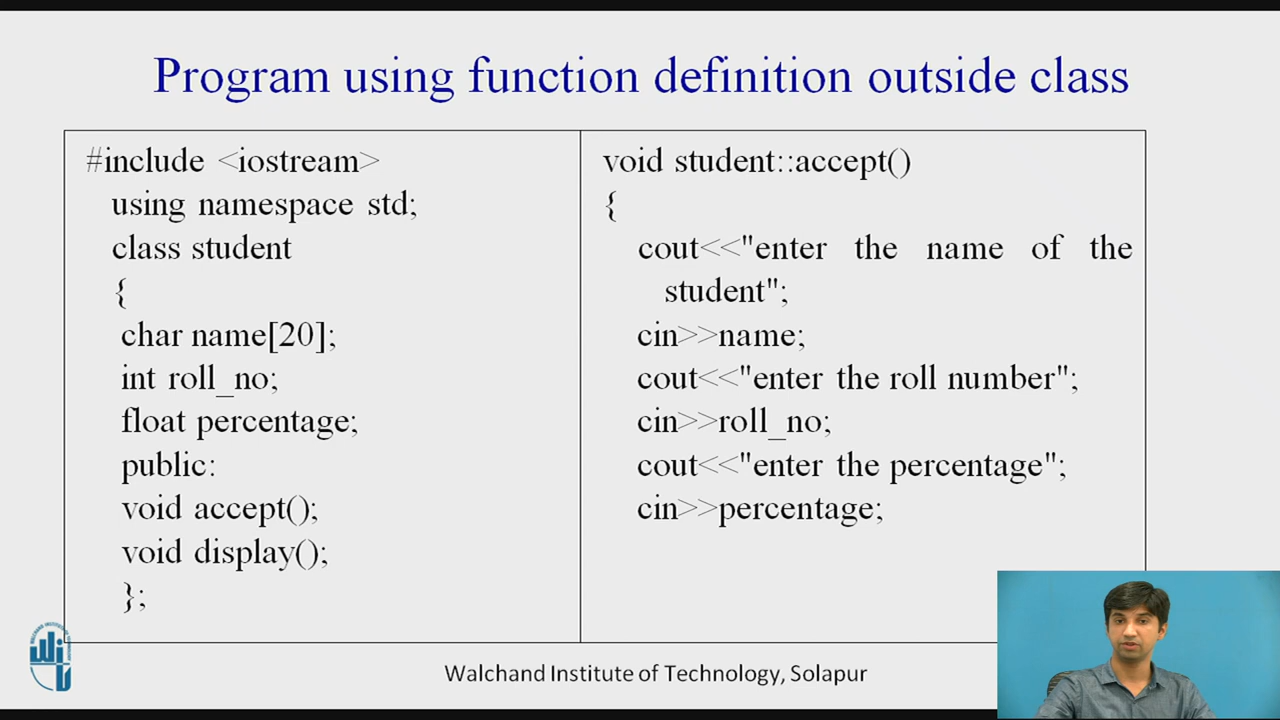 Program using function definition outside class
#include <iostream>
using namespace std;
class student
{
char name[20];
int roll_no;
float percentage;
public:
void accept();
void display();
};
void student::accept()
{
cout<<"enter the name of the
student";
cin>>name;
cout<<"enter the roll number";
cin>>roll_no;
cout<<"enter the percentage";
cin>>percentage;
Walchand Institute of Technology, Solapur